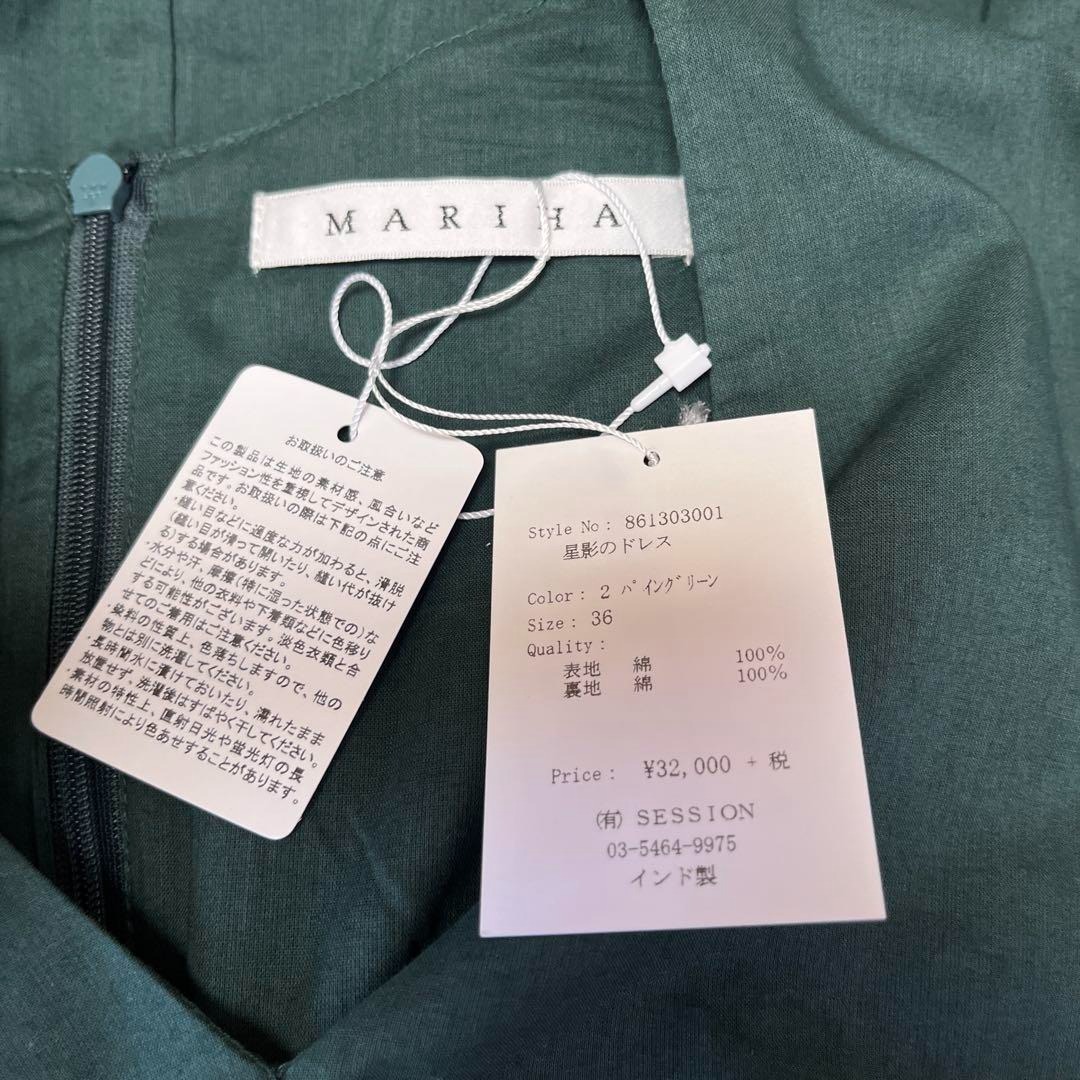 MARIHA
お取扱いのご注意
この製品は生地の素材感、風合いなど
ファッション性を重視してデザインされた商
品です。お取扱いの際は下記の点にご注
意ください。
・縫い目などに過度な力が加わると、滑脱
(縫い目が滑って開いたり、縫い代が抜け
る)する場合があります。
・水分や汗、摩擦(特に湿った状態での)な
どにより、他の衣料や下着類などに色移り
する可能性がございます。淡色衣類と合
せてのご着用はご注意ください。
・染料の性質上、色落ちしますので、他の
物とは別に洗濯してください。
・長時間水に漬けておいたり、濡れたまま
放置せず、洗濯後はすばやく干してください。
・素材の特性上、直射日光や蛍光灯の長
時間照射により色あせすることがあります。
Style No: 861303001
星影のドレス
Color: 2 ﾊﾟｲﾝｸﾞﾘｰﾝ
Size: 36
Quality:
表地 綿 100%
裏地 綿 100%
Price: ¥32,000 + 税
(有) SESSION
03-5464-9975
インド製